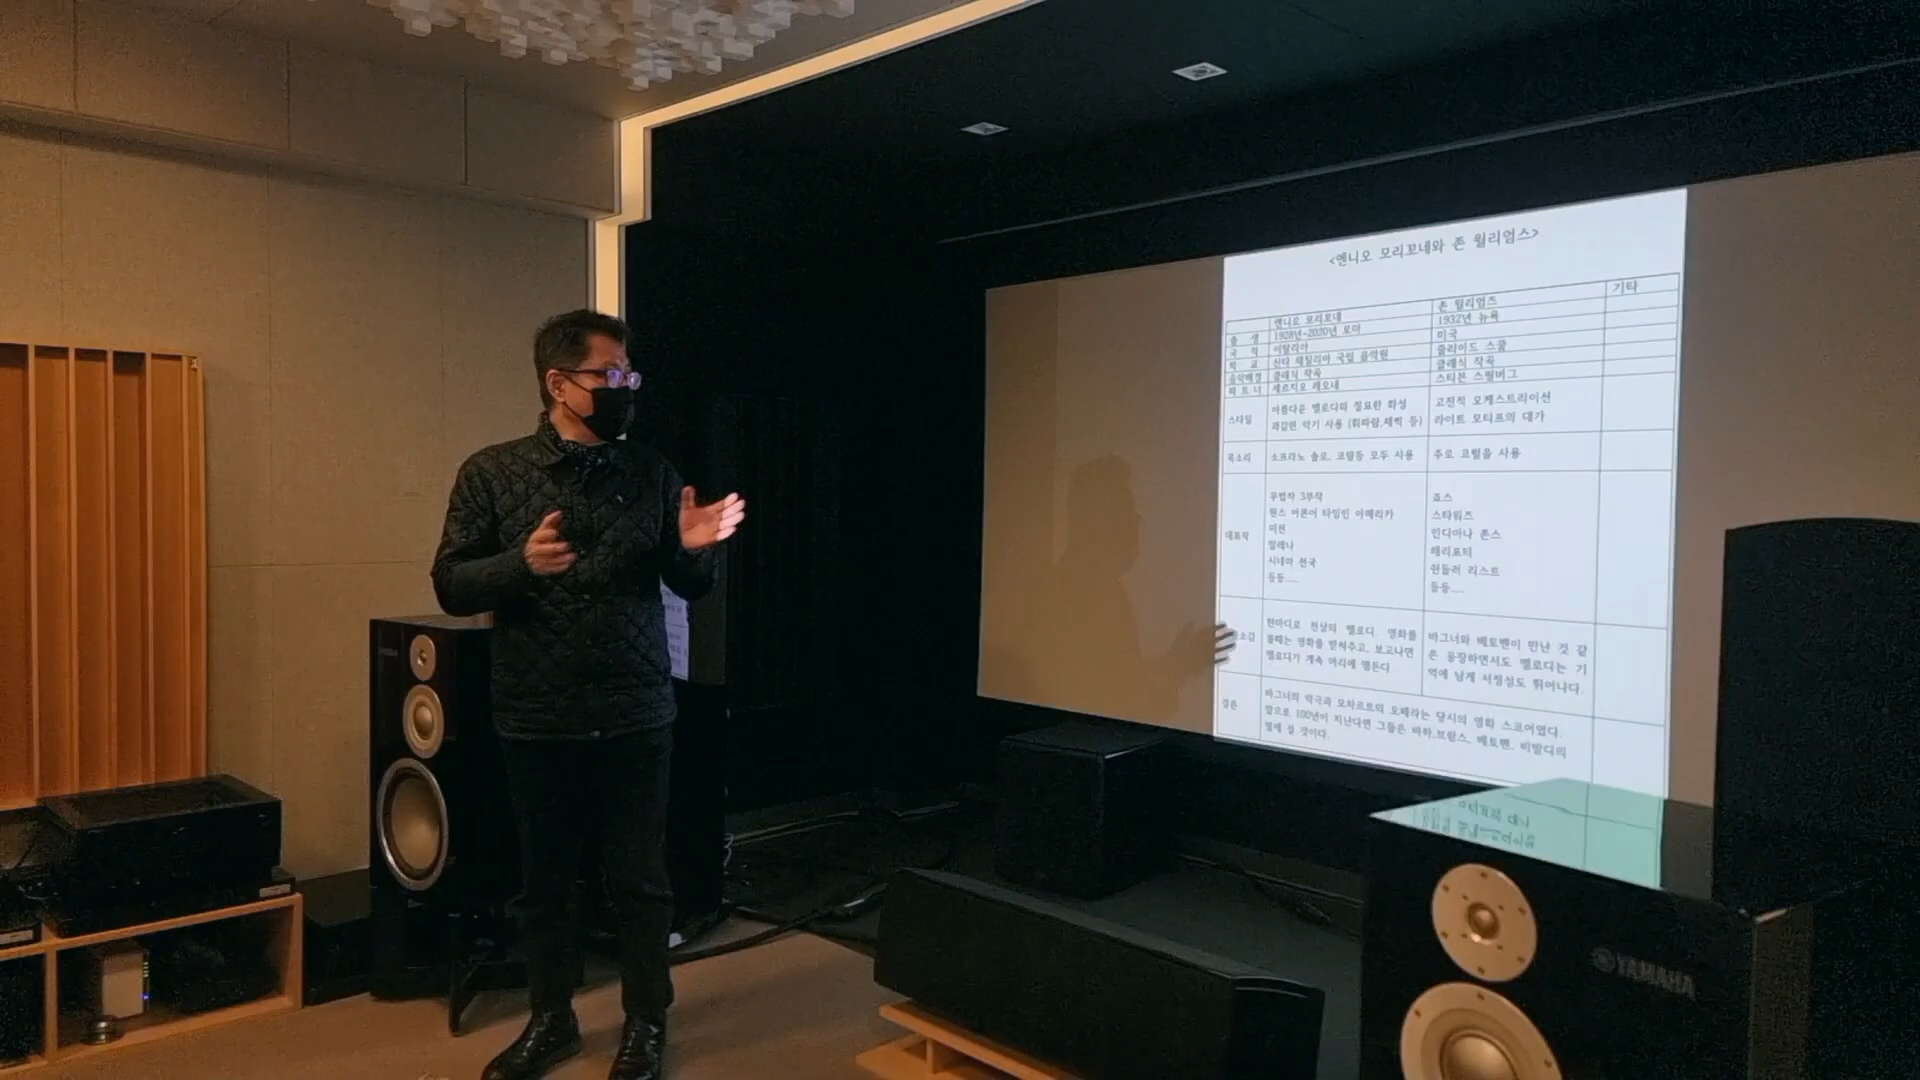 <엔니오 모리꼬네와 존 윌리엄스>
엔니오 모리꼬네 존 윌리엄즈 기타
출 생 1928년-2020년 로마 1932년 뉴욕
국 적 이탈리아 미국
학 교 산타 체칠리아 국립 음악원 줄리어드 스쿨
음악배경 클래식 작곡 클래식 작곡
파트너 세르지오 레오네 스티븐 스필버그
스타일 아름다운 멜로디와 절묘한 화성 고전적 오케스트라이션
과감한 악기 사용 (휘파람,채찍 등) 라이트 모티프의 대가
목소리 소프라노 솔로, 코랄등 모두 사용 주로 코럴을 사용
대표작 무법자 3부작 죠스
원스 어폰어 타임인 아메리카 스타워즈
미션 인디아나 존스
말레나 해리포터
시네마 천국 쉰들러 리스트
등등..... 등등.....
소감 한마디로 천상의 멜로디. 영화를 바그너와 베토벤이 만난 것 같
볼때는 영화를 받쳐주고, 보고나면 은 웅장하면서도 멜로디는 기
멜로디가 계속 머리에 맴돈다. 억에 남게 서정성도 뛰어나다.
결론 바그너의 악극과 모차르트의 오페라는 당시의 영화 스코어였다.
앞으로 100년이 지난다면 그들은 바하,브람스, 베토벤, 비발디의
옆에 설 것이다.
YAMAHA